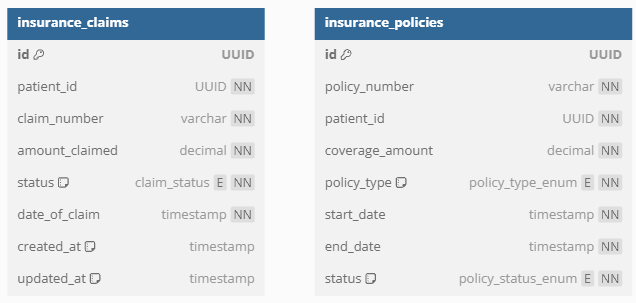 insurance_claims
id UUID
patient_id UUID NN
claim_number varchar NN
amount_claimed decimal NN
status claim_status E NN
date_of_claim timestamp NN
created_at timestamp
updated_at timestamp
insurance_policies
id UUID
policy_number varchar NN
patient_id UUID NN
coverage_amount decimal NN
policy_type policy_type_enum E NN
start_date timestamp NN
end_date timestamp NN
status policy_status_enum E NN